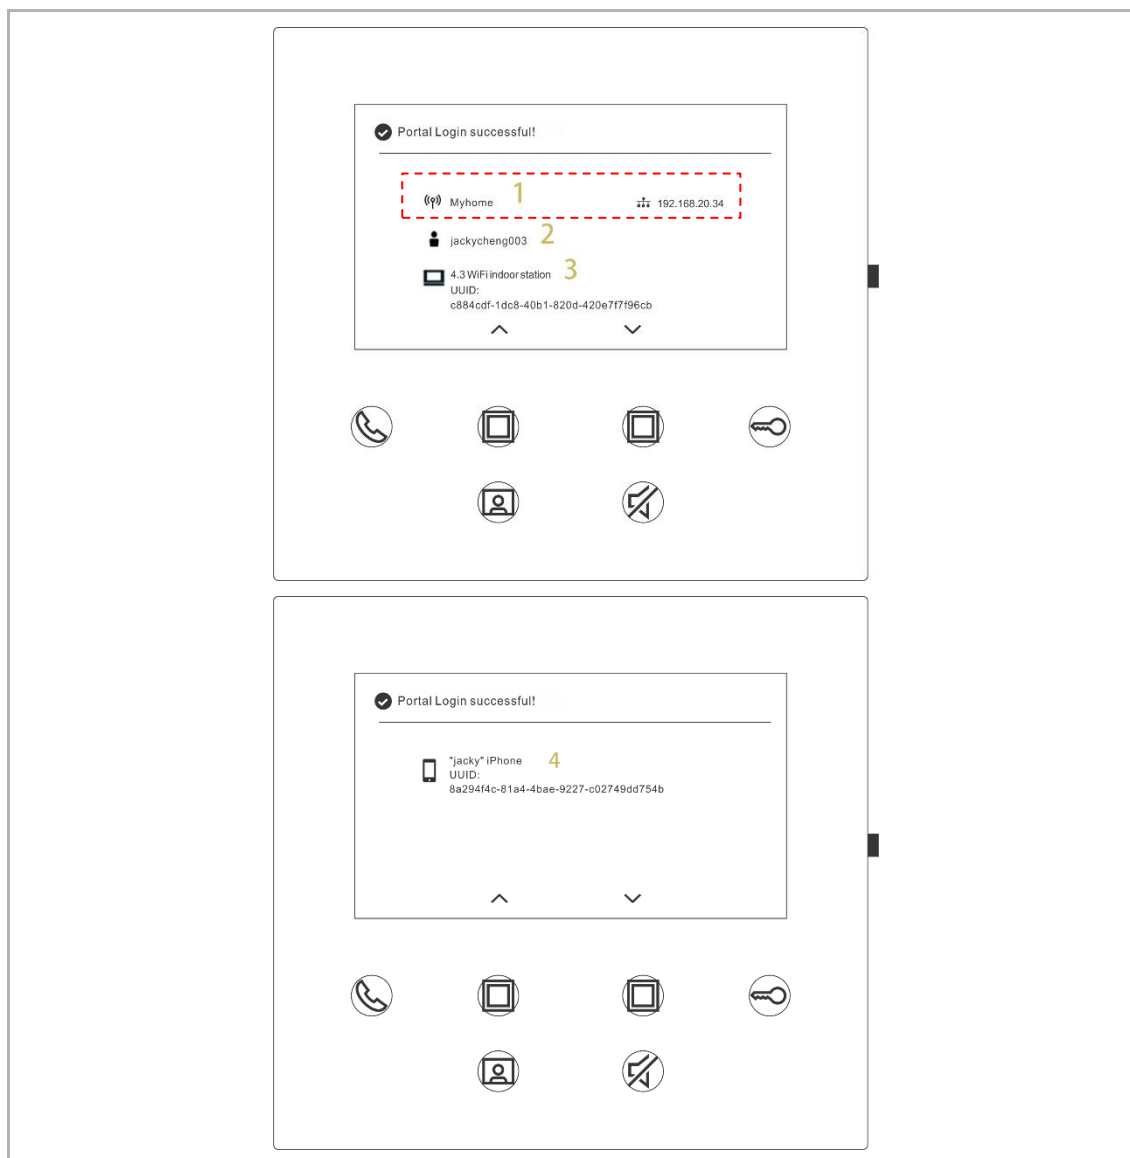 Portal Login successful!
Myhome 1 192.168.20.34
jackycheng003 2
4.3 WiFi indoor station 3
UUID:
c884cdf-1dc8-40b1-820d-420e7f7f96cb
Portal Login successful!
"jacky" iPhone 4
UUID:
8a294f4c-81a4-4bae-9227-c02749dd754b